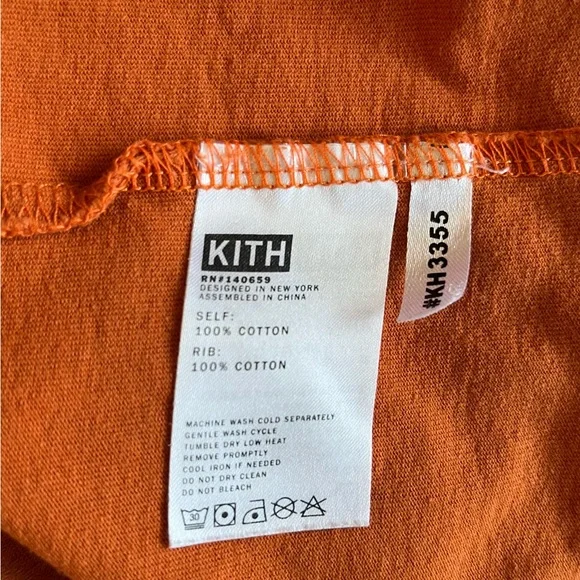 KITH
RN#140659
DESIGNED IN NEW YORK
ASSEMBLED IN CHINA
SELF:
100% COTTON
RIB:
100% COTTON
MACHINE WASH COLD SEPARATELY
GENTLE WASH CYCLE
TUMBLE DRY LOW HEAT
REMOVE PROMPTLY
COOL IRON IF NEEDED
DO NOT DRY CLEAN
DO NOT BLEACH
30
#KH3355